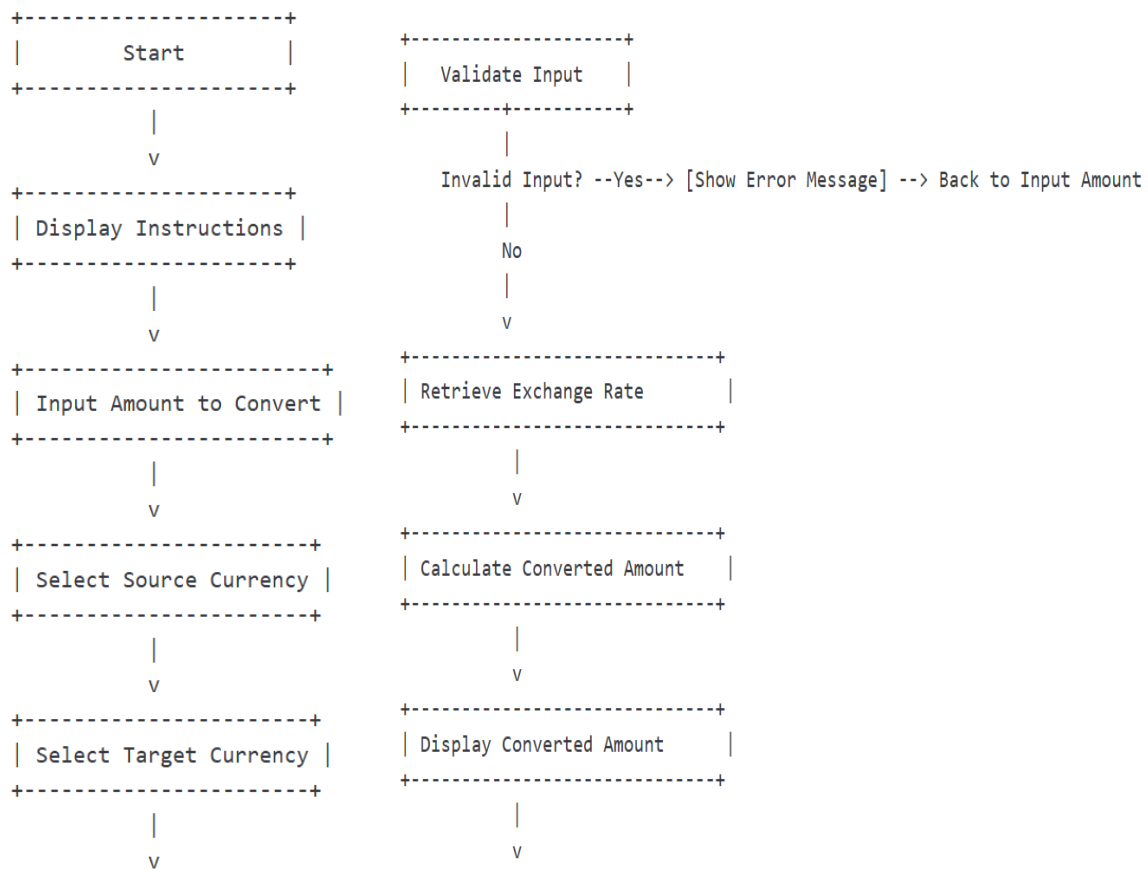 +----------------------+
|        Start         |
+----------------------+
           |
           v
+----------------------+
| Display Instructions |
+----------------------+
           |
           v
+-------------------------+
| Input Amount to Convert |
+-------------------------+
           |
           v
+------------------------+
| Select Source Currency |
+------------------------+
           |
           v
+------------------------+
| Select Target Currency |
+------------------------+
           |
           v
+---------------------+
|   Validate Input    |
+---------+-----------+
          |
    Invalid Input? --Yes--> [Show Error Message] --> Back to Input Amount
          |
          No
          |
          v
+------------------------------+
| Retrieve Exchange Rate        |
+------------------------------+
           |
           v
+------------------------------+
| Calculate Converted Amount    |
+------------------------------+
           |
           v
+------------------------------+
| Display Converted Amount      |
+------------------------------+
           |
           v